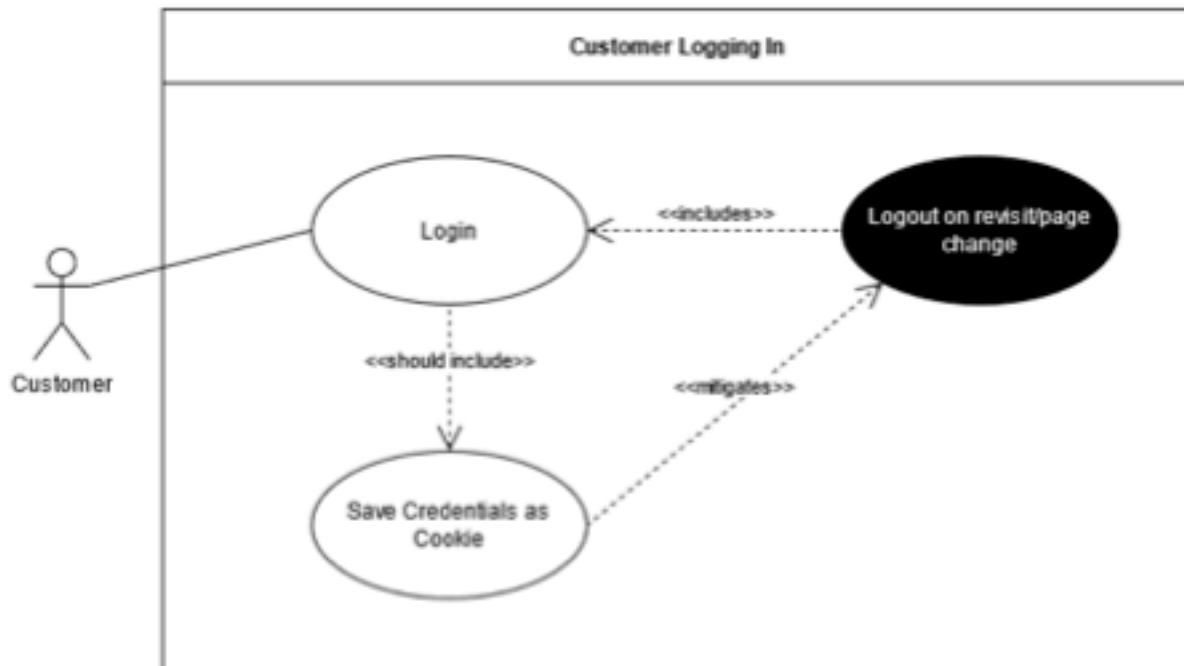 Customer Logging In
Login
<<includes>>
Logout on revisit/page
change
<<should include>>
Customer
<<mitigates>>
Save Credentials as
Cookie